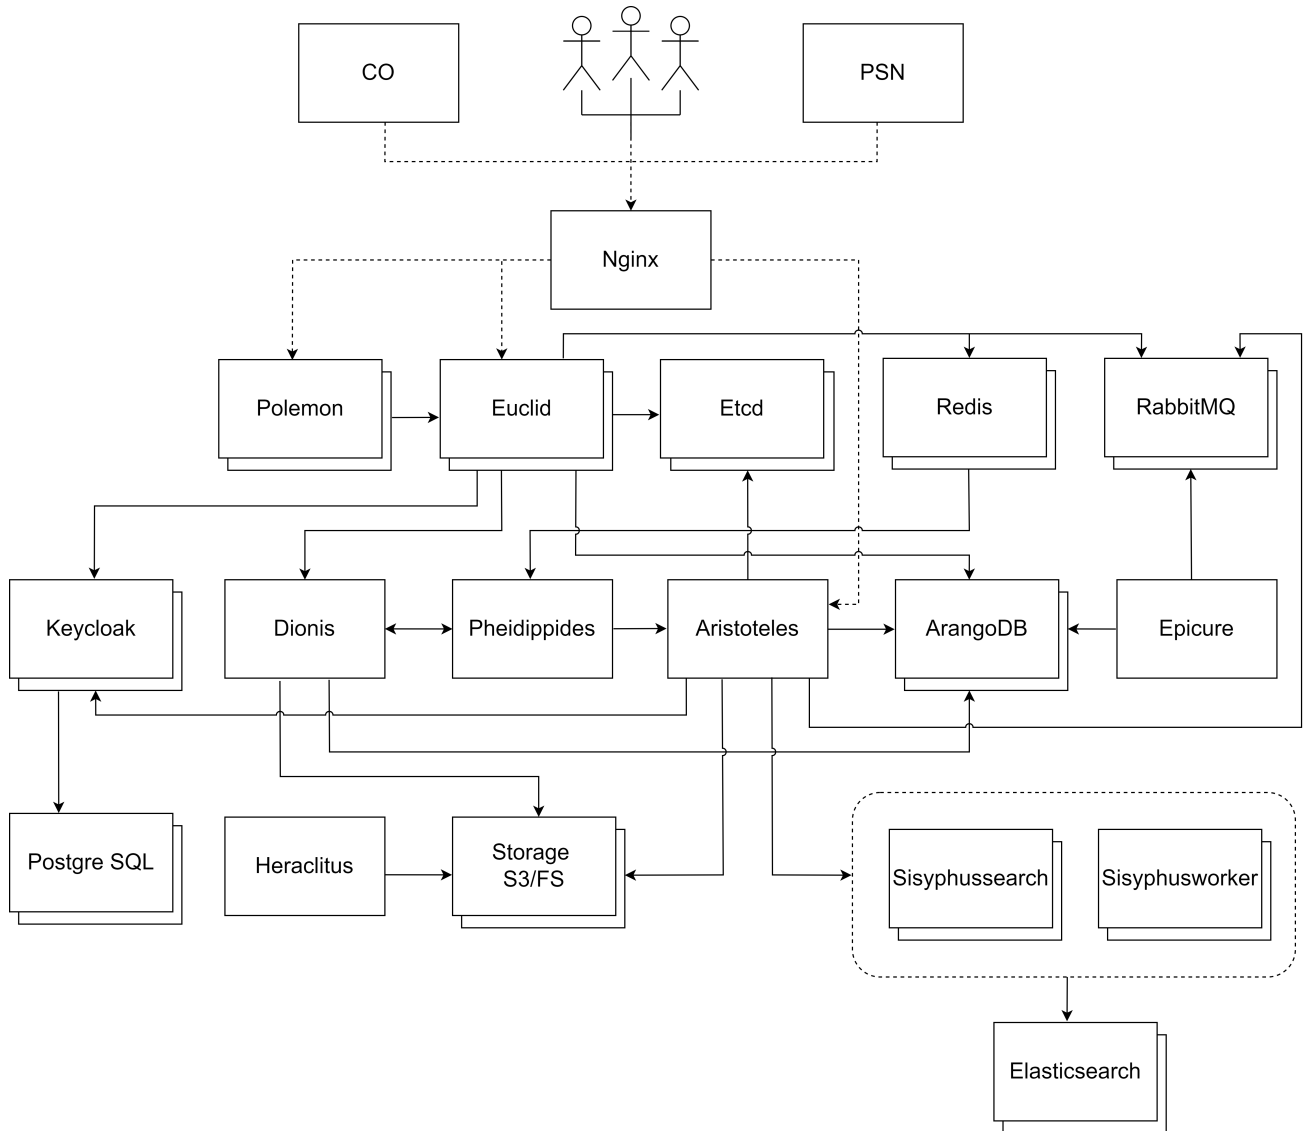 CO
PSN
Nginx
Polemon
Euclid
Etcd
Redis
RabbitMQ
Keycloak
Dionis
Pheidippides
Aristoteles
ArangoDB
Epicure
Postgre SQL
Heraclitus
Storage
S3/FS
Sisyphussearch
Sisyphusworker
Elasticsearch